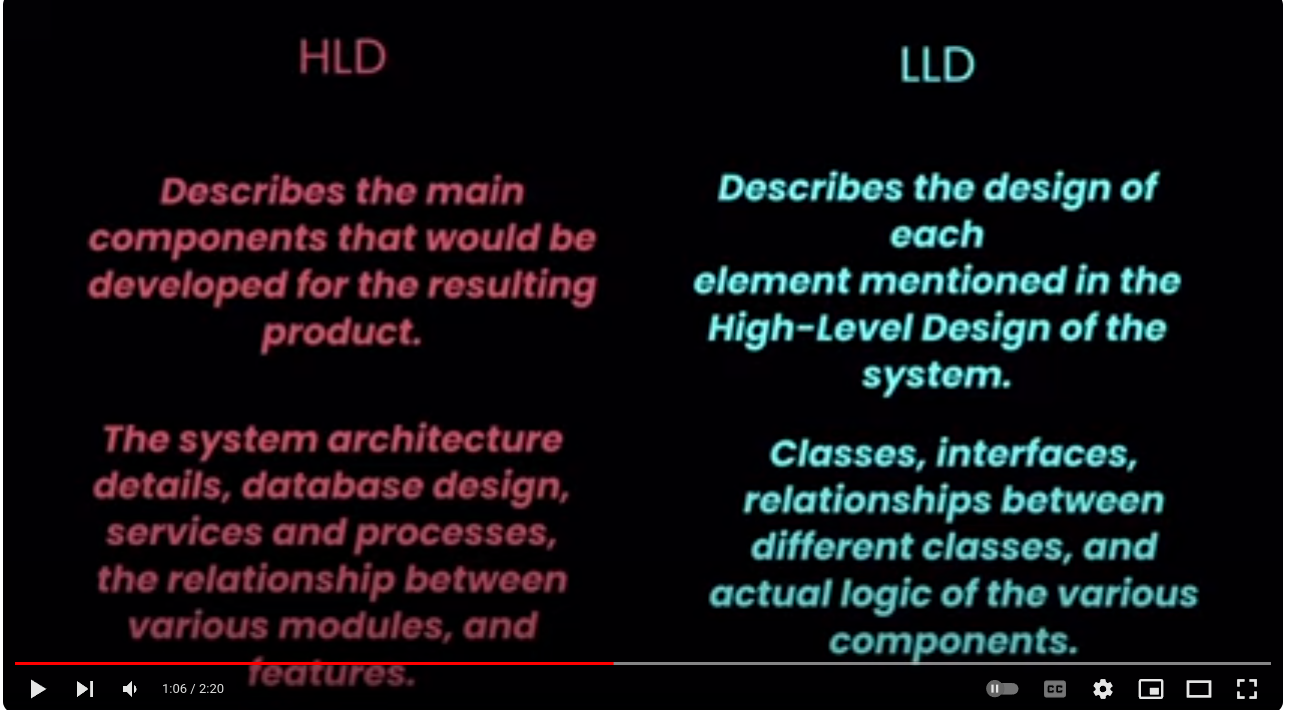 HLD
Describes the main
components that would be
developed for the resulting
product.
The system architecture
details, database design,
services and processes,
the relationship between
various modules, and
features.
LLD
Describes the design of
each
element mentioned in the
High-Level Design of the
system.
Classes, interfaces,
relationships between
different classes, and
actual logic of the various
components.
1:06 / 2:20
CC